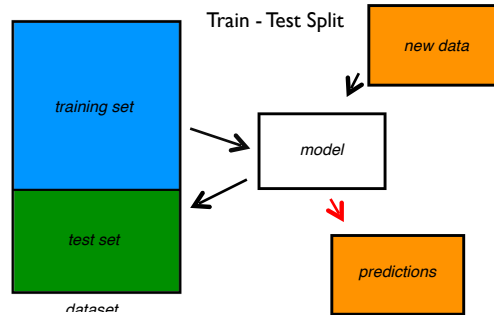 Train - Test Split
new data
training set
model
test set
predictions
dataset